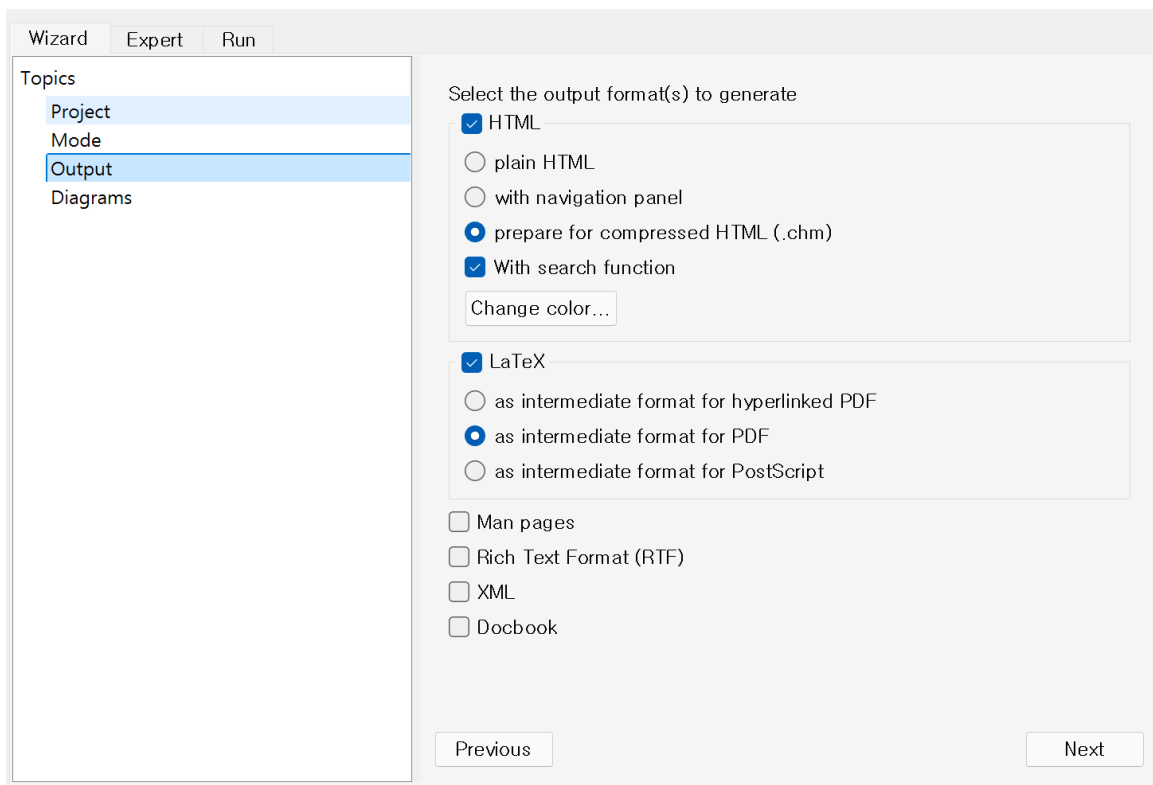 Wizard Expert Run
Topics
Project
Mode
Output
Diagrams
Select the output format(s) to generate
HTML
plain HTML
with navigation panel
prepare for compressed HTML (.chm)
With search function
Change color...
LaTeX
as intermediate format for hyperlinked PDF
as intermediate format for PDF
as intermediate format for PostScript
Man pages
Rich Text Format (RTF)
XML
Docbook
Previous Next